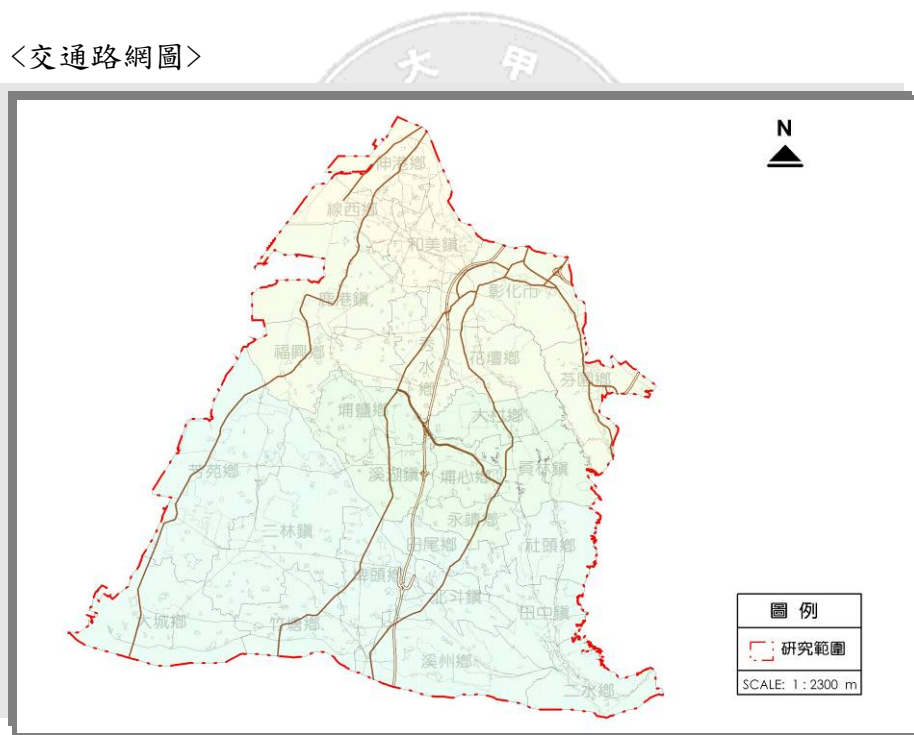 大 甲
<交通路網圖>
N
伸港鄉
線西鄉
和美鎮
彰化市
鹿港鎮
秀水鄉
福興鄉
花壇鄉
芬園鄉
埔鹽鄉
大村鄉
芳苑鄉
溪湖鎮
埔心鄉
員林鎮
永靖鄉
二林鎮
田尾鄉
社頭鄉
埤頭鄉
北斗鎮
田中鎮
大城鄉
竹塘鄉
溪州鄉
二水鄉
圖 例
研究範圍
SCALE: 1 : 2300 m